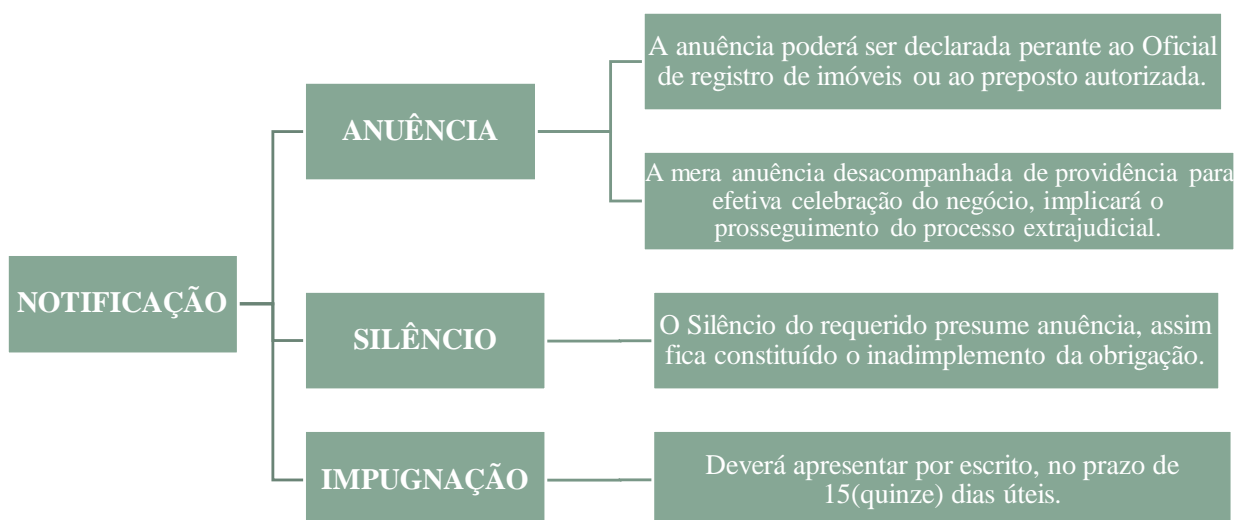 NOTIFICAÇÃO
ANUÊNCIA
A anuência poderá ser declarada perante ao Oficial
de registro de imóveis ou ao preposto autorizada.
A mera anuência desacompanhada de providência para
efetiva celebração do negócio, implicará o
prosseguimento do processo extrajudicial.
SILÊNCIO
O Silêncio do requerido presume anuência, assim
fica constituído o inadimplemento da obrigação.
IMPUGNAÇÃO
Deverá apresentar por escrito, no prazo de
15(quinze) dias úteis.